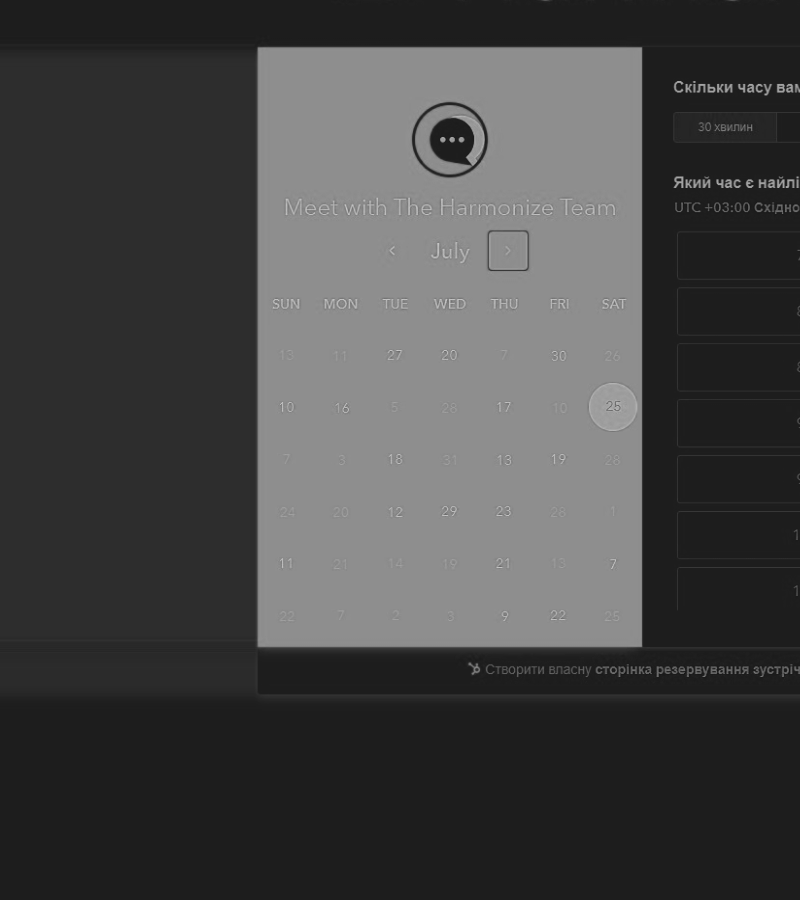 Meet with The Harmonize Team
July
SUN MON TUE WED THU FRI SAT
13 11 27 20 7 30 26
10 16 5 28 17 10 25
7 3 18 31 13 19 28
24 20 12 29 23 28 1
11 21 14 19 21 13 7
22 7 2 3 9 22 25
Скільки часу вам
30 хвилин
Який час є найлі
UTC +03:00 Східно
Створити власну сторінка резервування зустріч